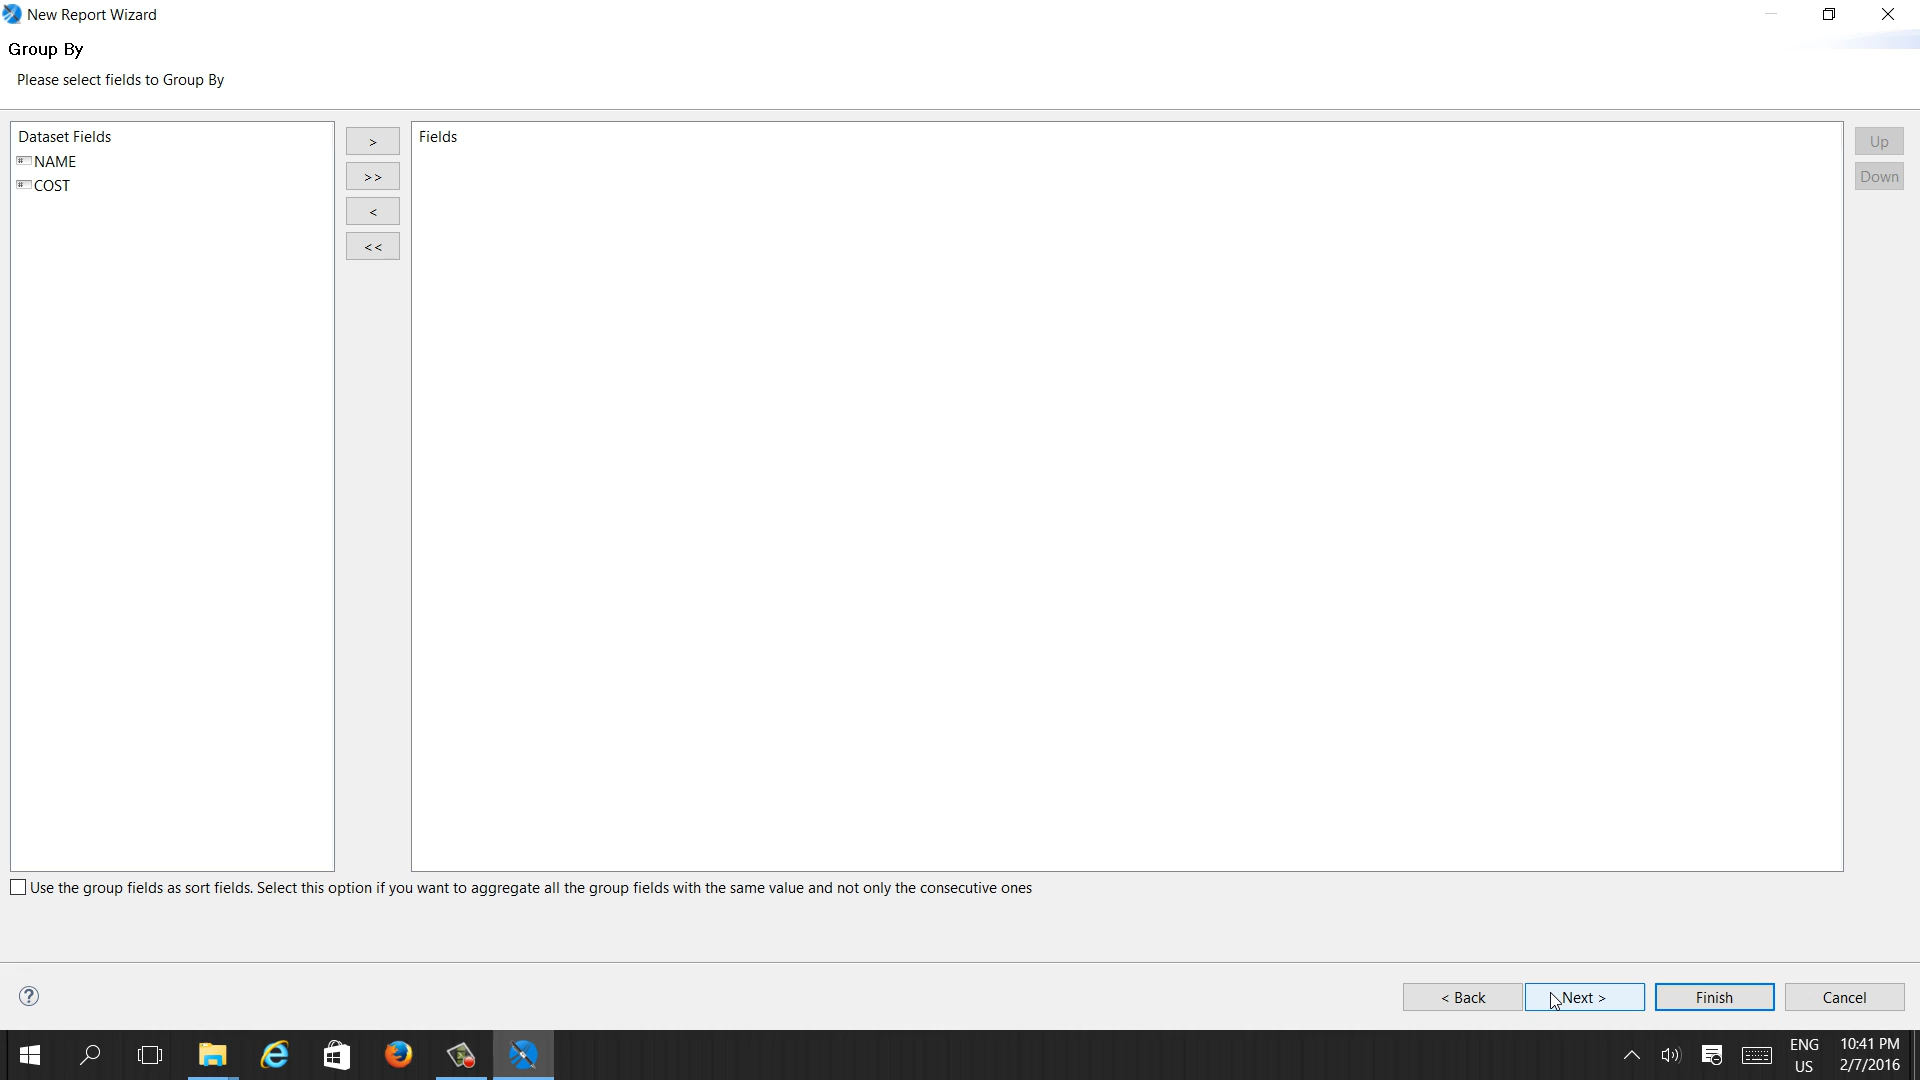 New Report Wizard
Group By
Please select fields to Group By
Dataset Fields
NAME
COST
>
>>
<
<<
Fields
Up
Down
Use the group fields as sort fields. Select this option if you want to aggregate all the group fields with the same value and not only the consecutive ones
?
< Back
Next >
Finish
Cancel
ENG
US
10:41 PM
2/7/2016